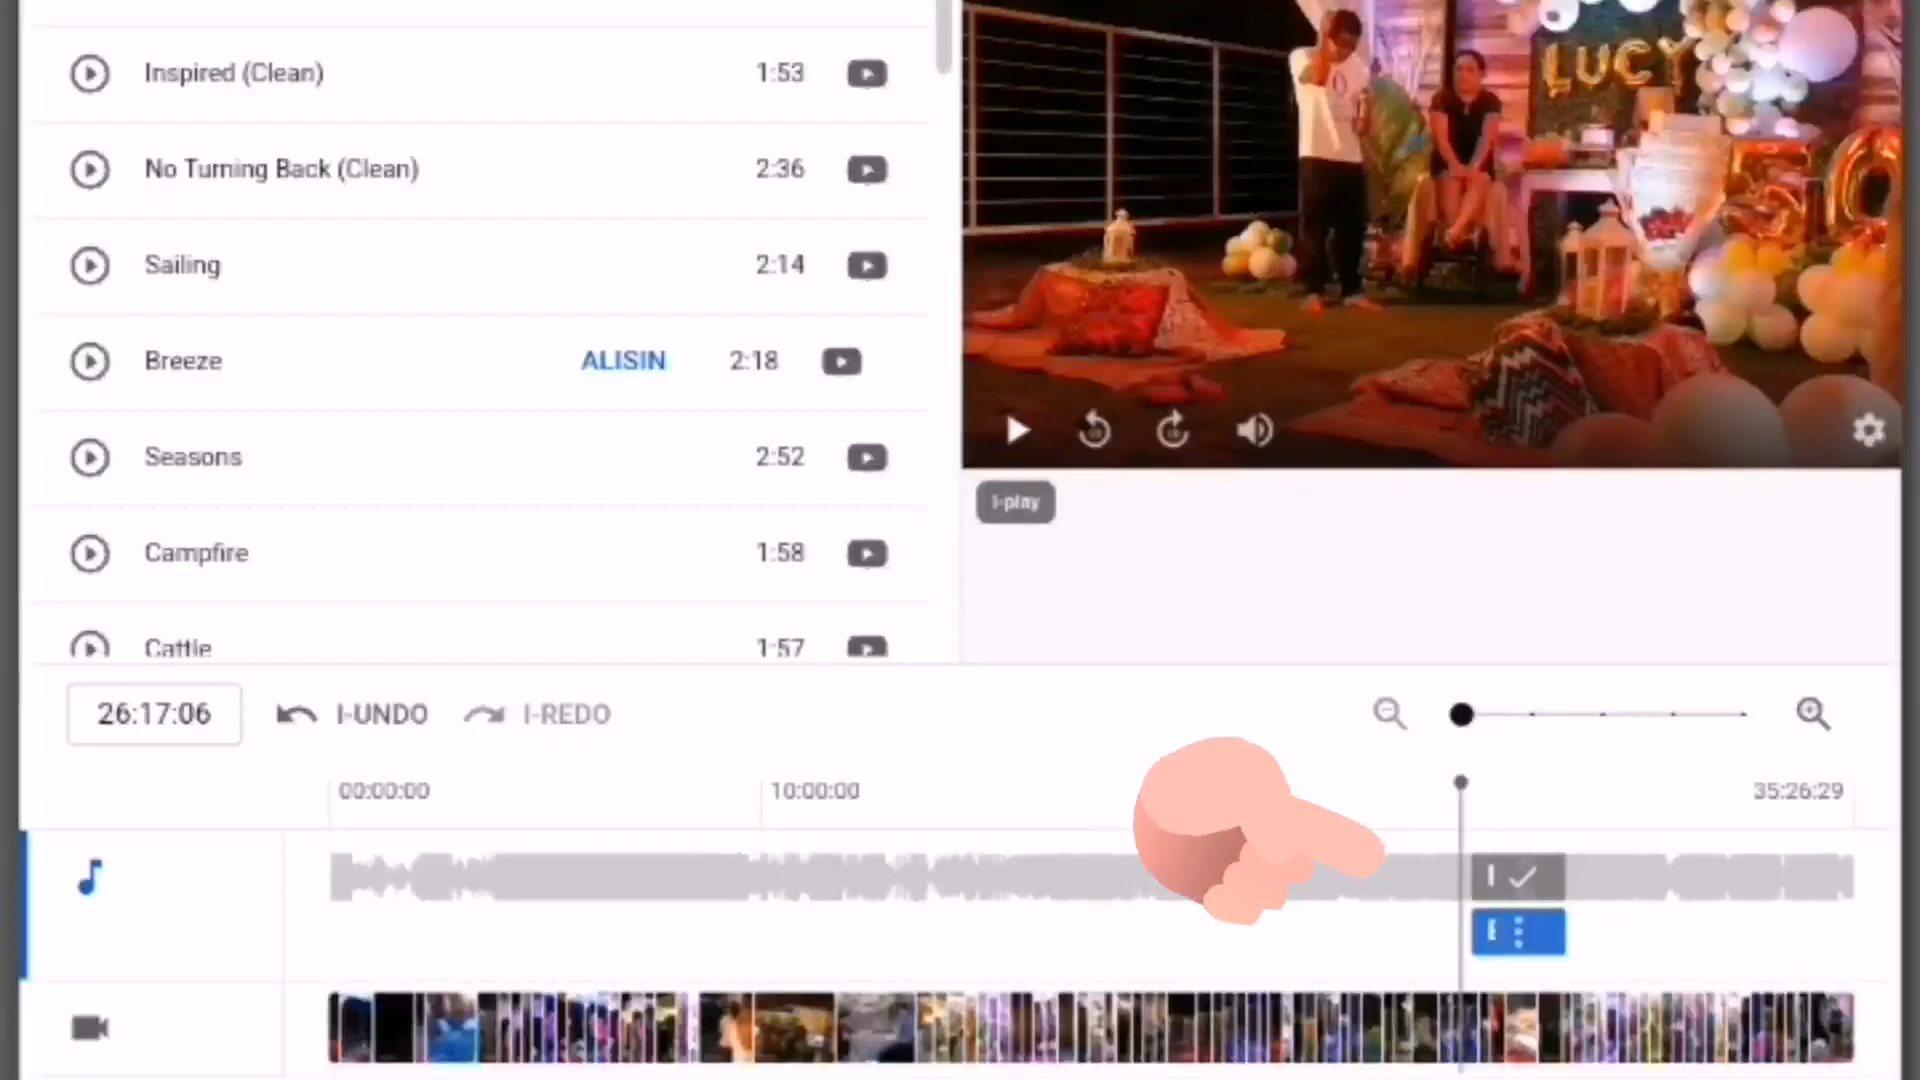 Inspired (Clean) 1:53
No Turning Back (Clean) 2:36
Sailing 2:14
Breeze ALISIN 2:18
Seasons 2:52
Campfire 1:58
Cattle 1:57
LUCY
50
I-play
26:17:06 I-UNDO I-REDO
00:00:00 10:00:00 35:26:29